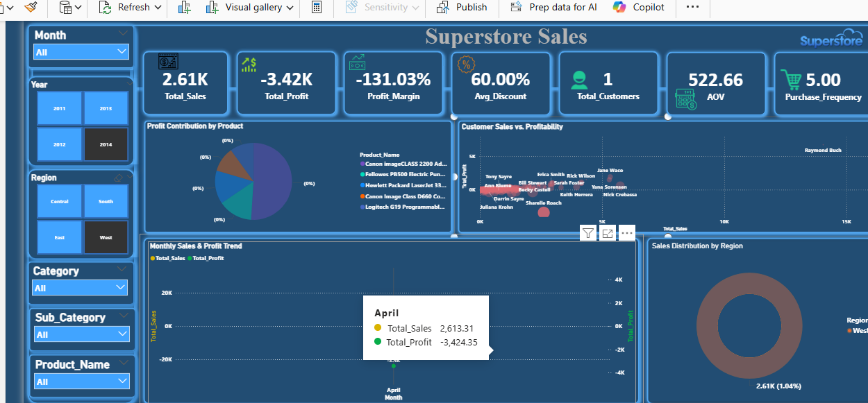 Refresh
Visual gallery
Sensitivity
Publish
Prep data for AI
Copilot
Superstore Sales
Superstore
Month
All
Year
2011
2013
2012
2014
Region
Central
South
East
West
Category
All
Sub_Category
All
Product_Name
All
2.61K
Total_Sales
-3.42K
Total_Profit
-131.03%
Profit_Margin
60.00%
Avg_Discount
1
Total_Customers
522.66
AOV
5.00
Purchase_Frequency
Profit Contribution by Product
(0%)
(0%)
(0%)
(0%)
(0%)
Product_Name
Canon imageCLASS 2200 Ad...
Fellowes PB500 Electric Pun...
Hewlett Packard LaserJet 33...
Canon Image Class D660 Co...
Logitech G19 Programmabl...
Customer Sales vs. Profitability
Total_Profit
5K
0K
Raymond Buch
Tony Sayre
Erica Smith
Rick Wilson
Jane Waco
Ann Blume
Bill Stewart
Sarah Foster
Yana Sorensen
Becky Castell
Keith Herrera
Nick Crebassa
Darrin Sayre
Juliana Krohn
Sharelle Roach
0K
5K
10K
15K
Total_Sales
Monthly Sales & Profit Trend
Total_Sales
Total_Profit
Total_Sales
20K
0K
-20K
4K
2K
0K
-2K
-4K
Total_Profit
April
Total_Sales 2,613.31
Total_Profit -3,424.35
April
Month
Sales Distribution by Region
Region
West
2.61K (1.04%)